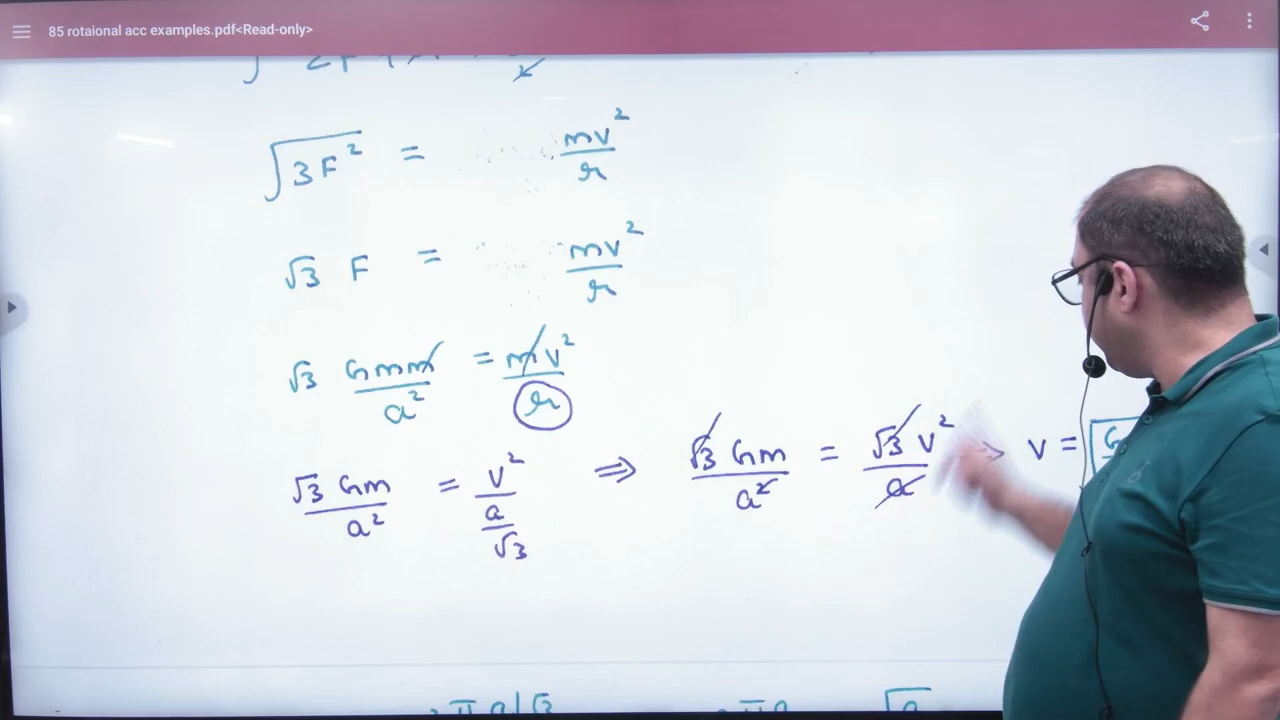 85 rotaional acc examples.pdf<Read-only>
√3F² = mv²/r
√3 F = mv²/r
√3 Gmm/a² = mv²/r
√3 Gm/a² = v²/(a/√3) ⇒ √3 Gm/a² = √3 v²/a ⇒ v = √G